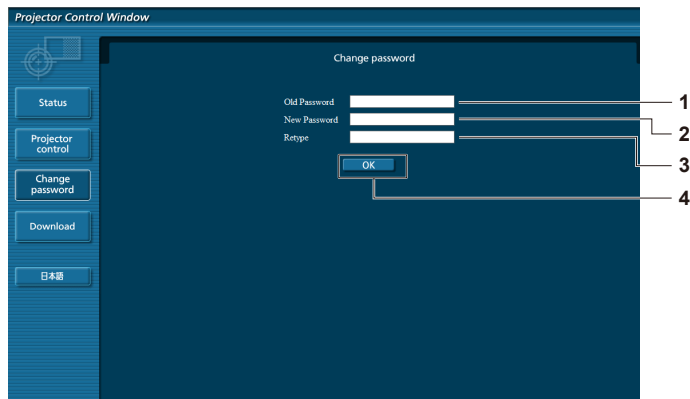 Projector Control Window
Change password
Old Password
1
New Password
2
Retype
3
OK
4
Status
Projector
control
Change
password
Download
日本語